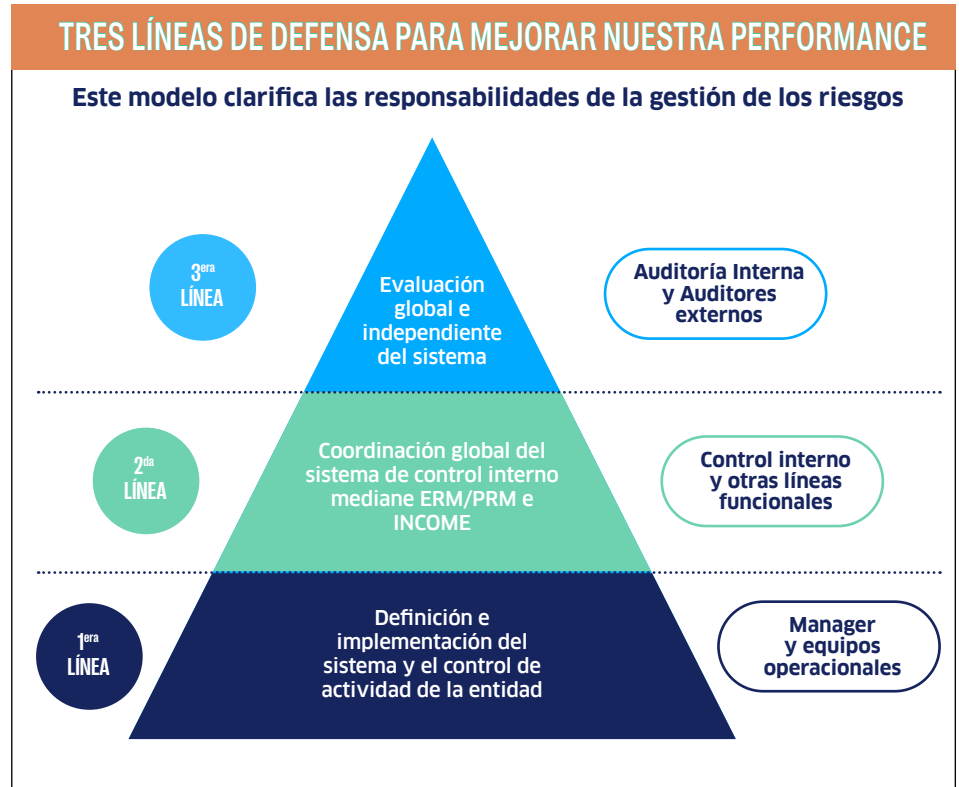 TRES LÍNEAS DE DEFENSA PARA MEJORAR NUESTRA PERFORMANCE
Este modelo clarifica las responsabilidades de la gestión de los riesgos
3era
LÍNEA
Evaluación
global e
independiente
del sistema
Auditoría Interna
y Auditores
externos
2da
LÍNEA
Coordinación global del
sistema de control interno
mediane ERM/PRM e
INCOME
Control interno
y otras líneas
funcionales
1era
LÍNEA
Definición e
implementación del
sistema y el control de
actividad de la entidad
Manager
y equipos
operacionales